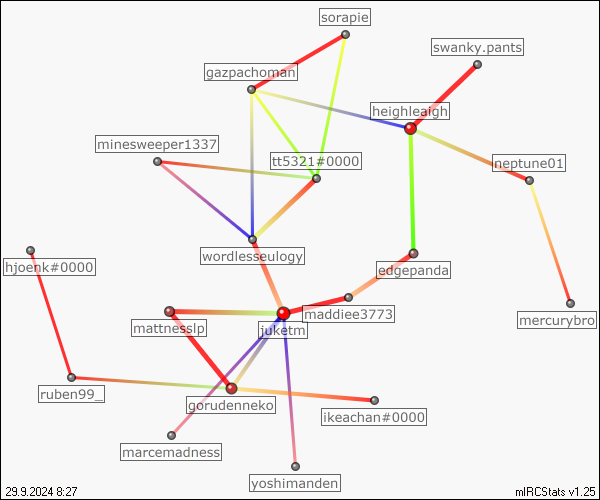 sorapie
swanky.pants
gazpachoman
heighleaigh
minesweeper1337
tt5321#0000
neptune01
wordlesseulogy
hjoenk#0000
edgepanda
maddiee3773
mercurybro
mattnesslp
juketm
ruben99_
gorudenneko
ikeachan#0000
marcemadness
yoshimanden
29.9.2024 8:27
mIRCStats v1.25